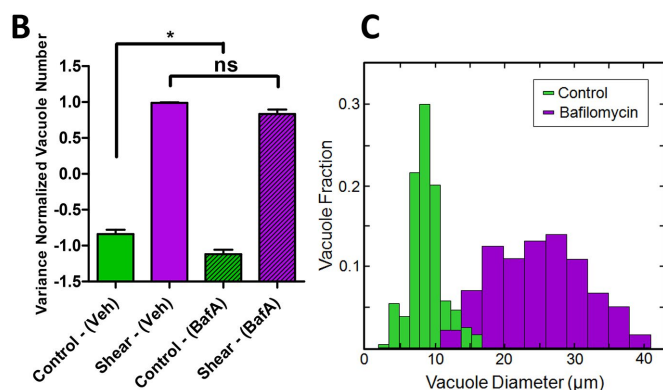 B
*
ns
Variance Normalized Vacuole Number
1.5
1.0
0.5
0.0
-0.5
-1.0
-1.5
Control - (Veh)
Shear - (Veh)
Control - (BafA)
Shear - (BafA)
C
Control
Bafilomycin
Vacuole Fraction
0.3
0.2
0.1
0
10
20
30
40
Vacuole Diameter (µm)